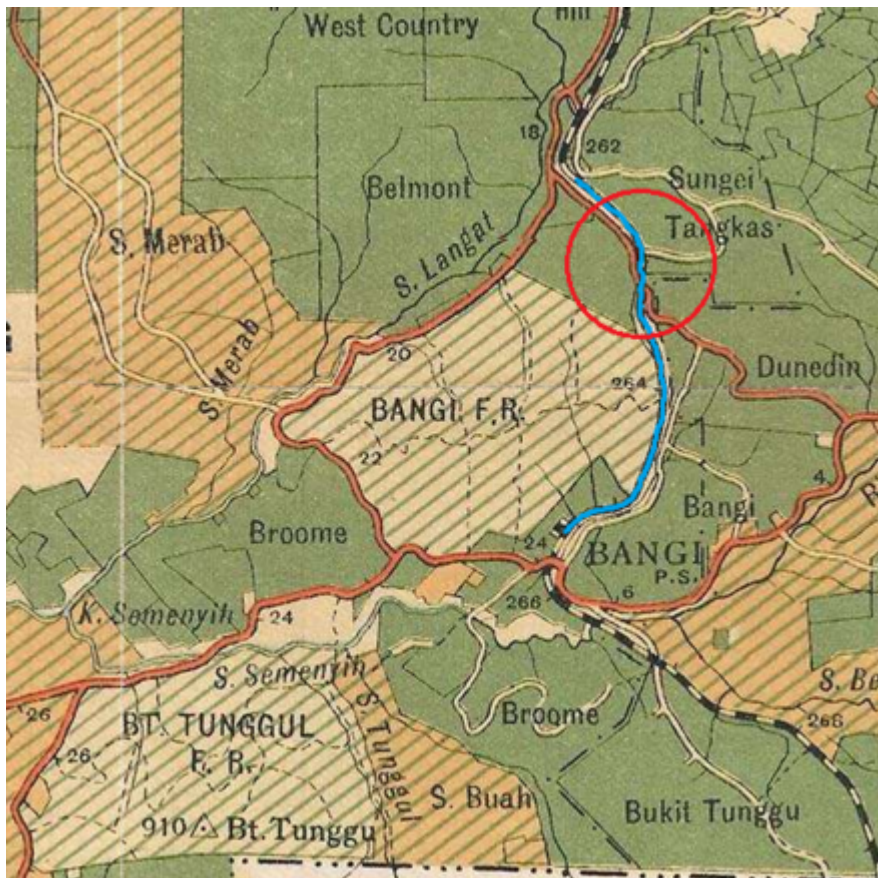 Hill
West Country
18
262
Belmont
Sungei
Tangkas
S. Merab
S. Langat
20
S. Merab
264
Dunedin
BANGI. F.R.
22
4
Bangi
R
Broome
24
BANGI
P.S.
6
266
K. Semenyih
24
S. Semenyih
S. Be
26
BT. TUNGGUL
F. R.
26
S. Tunggul
Broome
268
S. Buah
Bukit Tunggu
910 Bt. Tunggu